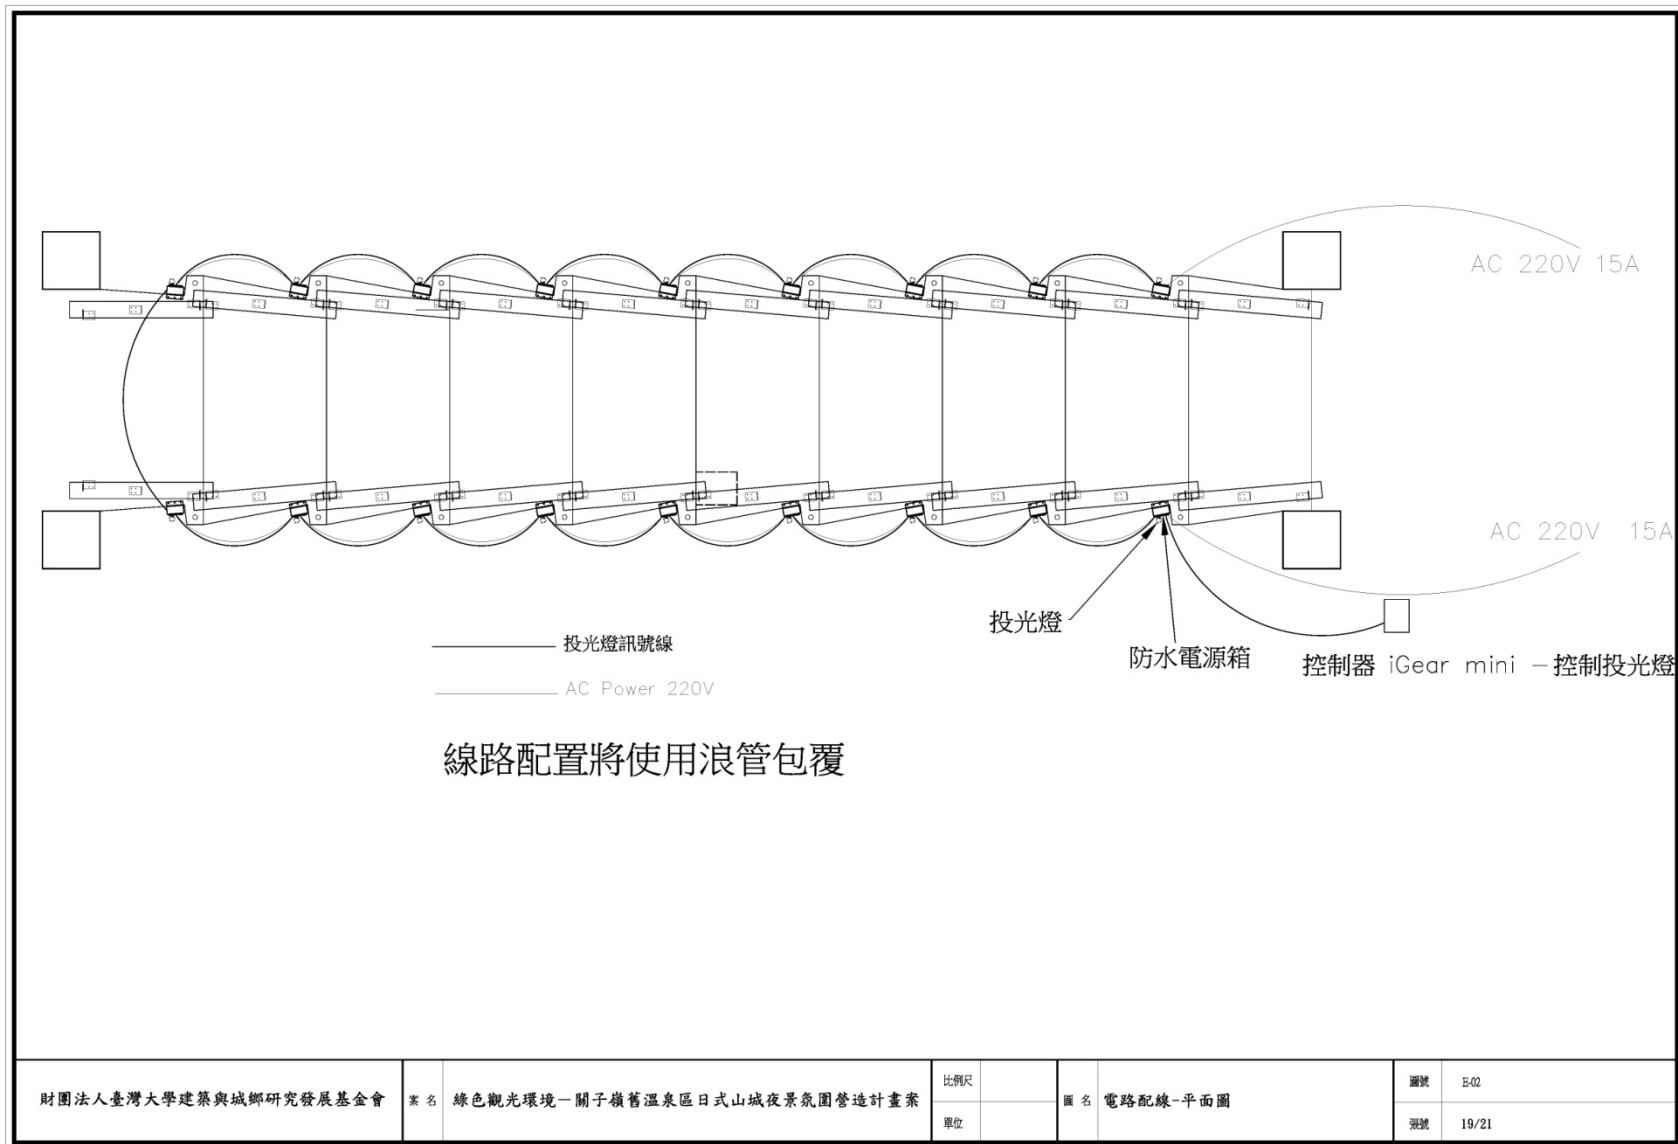 AC 220V 15A
AC 220V 15A
投光燈
防水電源箱
控制器 iGear mini －控制投光燈
投光燈訊號線
AC Power 220V
線路配置將使用浪管包覆
財團法人臺灣大學建築與城鄉研究發展基金會
案名
綠色觀光環境－關子嶺舊溫泉區日式山城夜景氛圍營造計畫案
比例尺
單位
圖名
電路配線-平面圖
圖號
E-02
張號
19/21